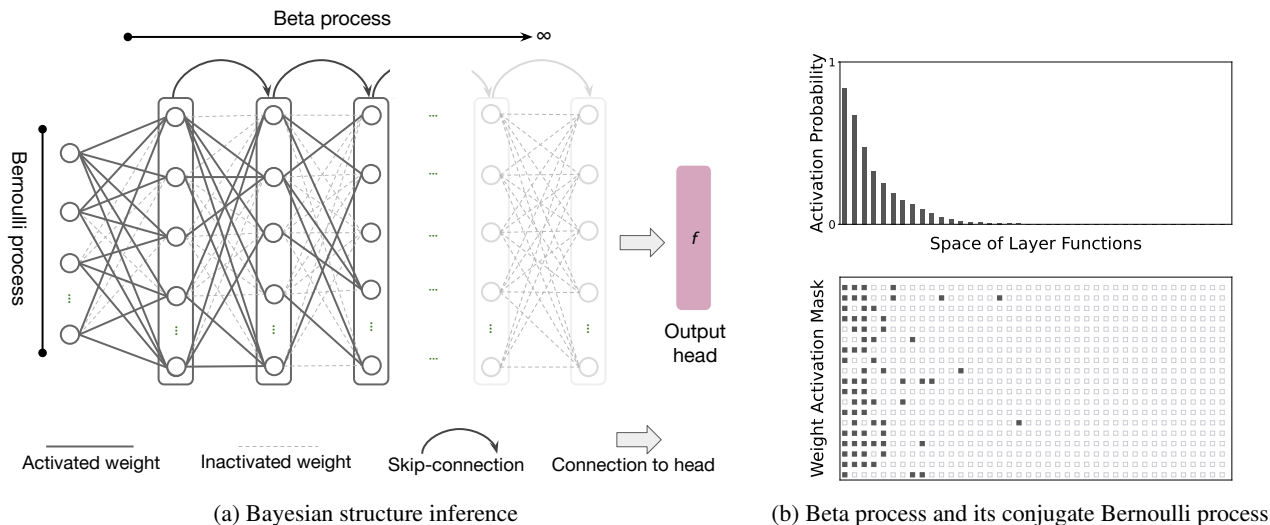 Beta process
∞
Bernoulli process
...
...
...
...
...
...
...
...
...
...
...
f
Output
head
Activated weight
Inactivated weight
Skip-connection
Connection to head
(a) Bayesian structure inference
Activation Probability
1
0
Space of Layer Functions
Weight Activation Mask
(b) Beta process and its conjugate Bernoulli process